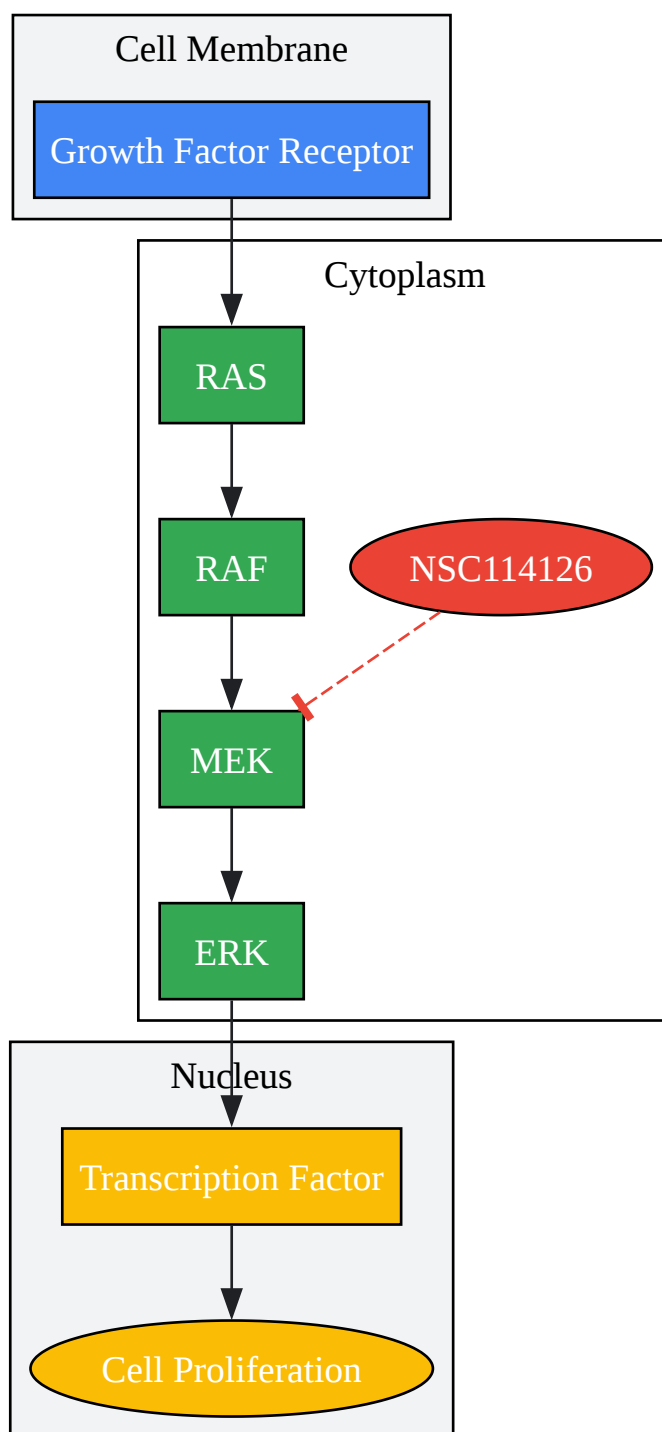 Cell Membrane
Growth Factor Receptor
Cytoplasm
RAS
RAF
NSC114126
MEK
ERK
Nucleus
Transcription Factor
Cell Proliferation